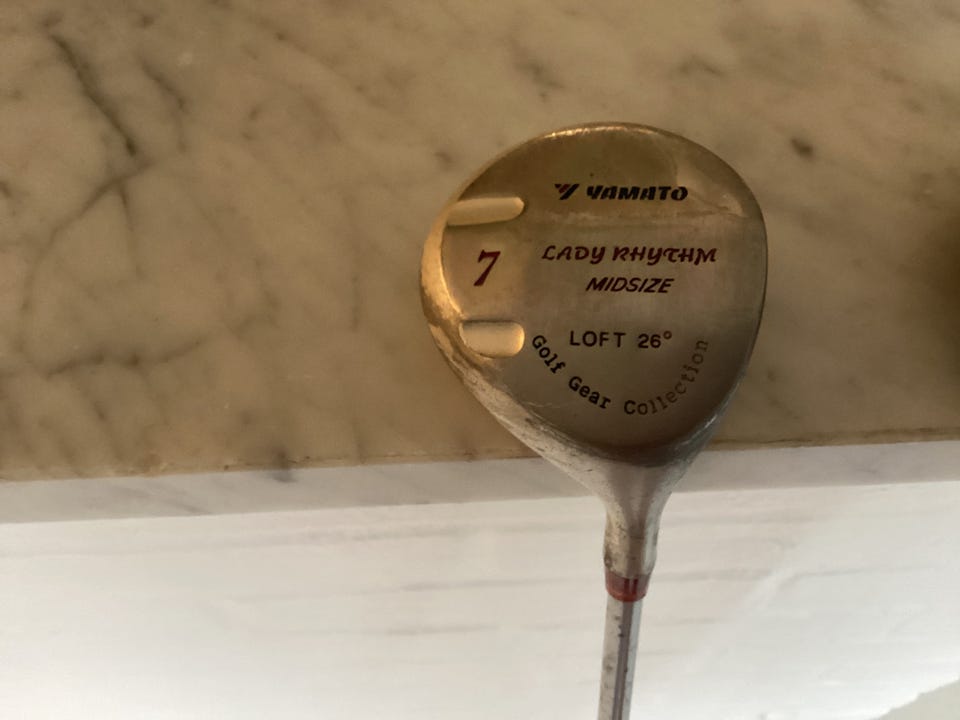 YAMATO
7
LADY RHYTHM
MIDSIZE
LOFT 26°
Golf Gear Collection